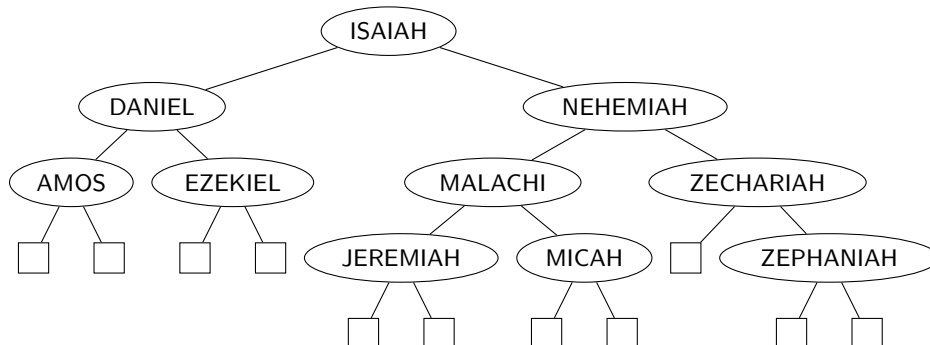 ISAIAH
DANIEL NEHEMIAH
AMOS EZEKIEL MALACHI ZECHARIAH
JEREMIAH MICAH ZEPHANIAH